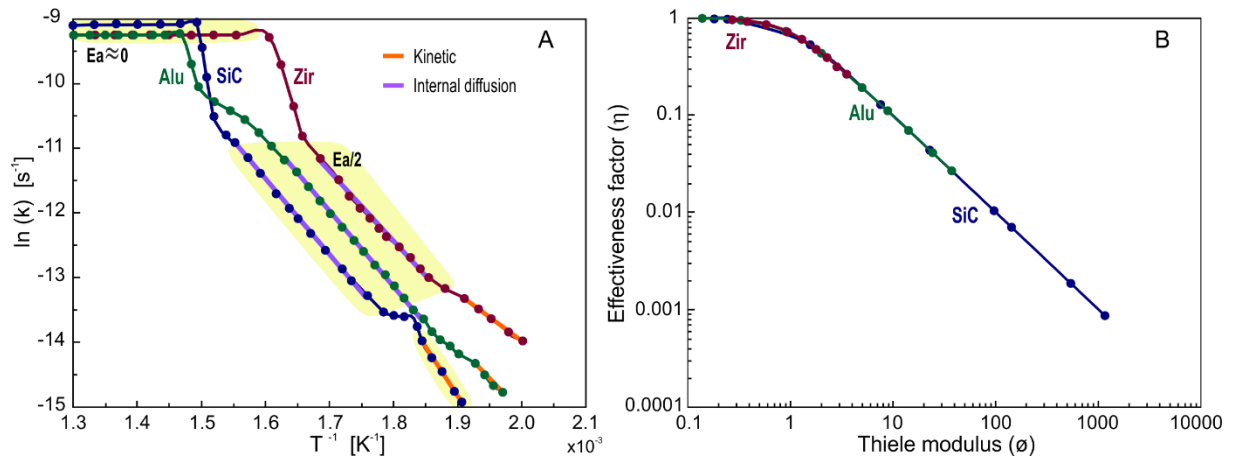 -9
-10
-11
-12
-13
-14
-15
ln (k) [s⁻¹]
A
Ea≈0
Alu
SiC
Zir
Kinetic
Internal diffusion
Ea/2
1.3
1.4
1.5
1.6
1.7
1.8
1.9
2.0
2.1
T⁻¹ [K⁻¹]
×10⁻³
10
1
0.1
0.01
0.001
0.0001
Effectiveness factor (η)
B
Zir
Alu
SiC
0.1
1
10
100
1000
10000
Thiele modulus (ø)